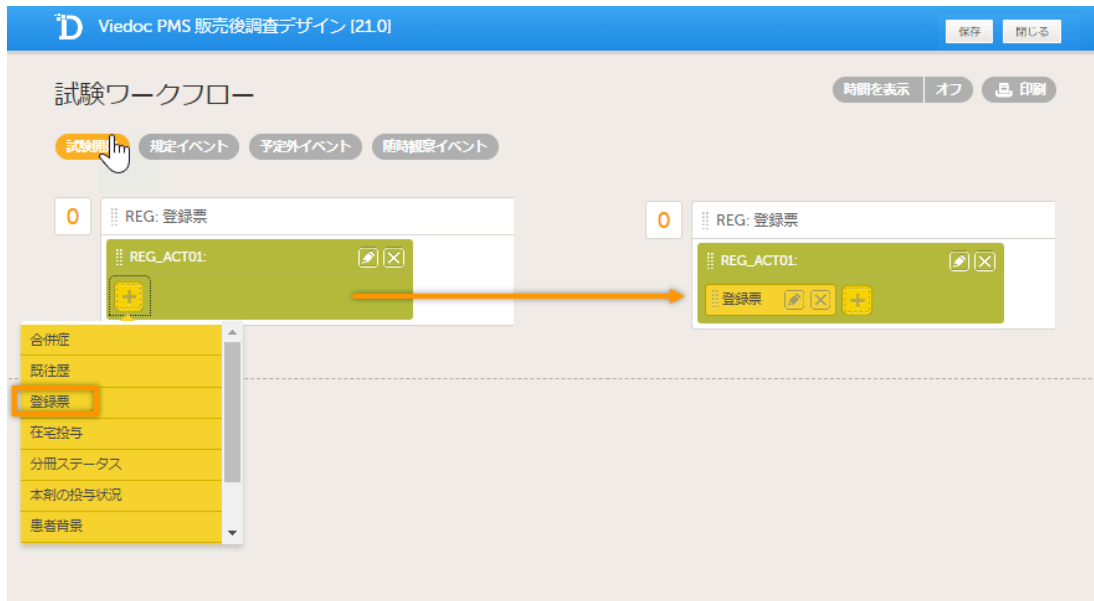 Viedoc PMS 販売後調査デザイン [21.0]
保存 閉じる
試験ワークフロー
時間を表示 オフ 印刷
試験開 規定イベント 予定外イベント 随時観察イベント
0 REG: 登録票
REG_ACT01:
+
合併症
既往歴
登録票
在宅投与
分冊ステータス
本剤の投与状況
患者背景
0 REG: 登録票
REG_ACT01:
登録票 +